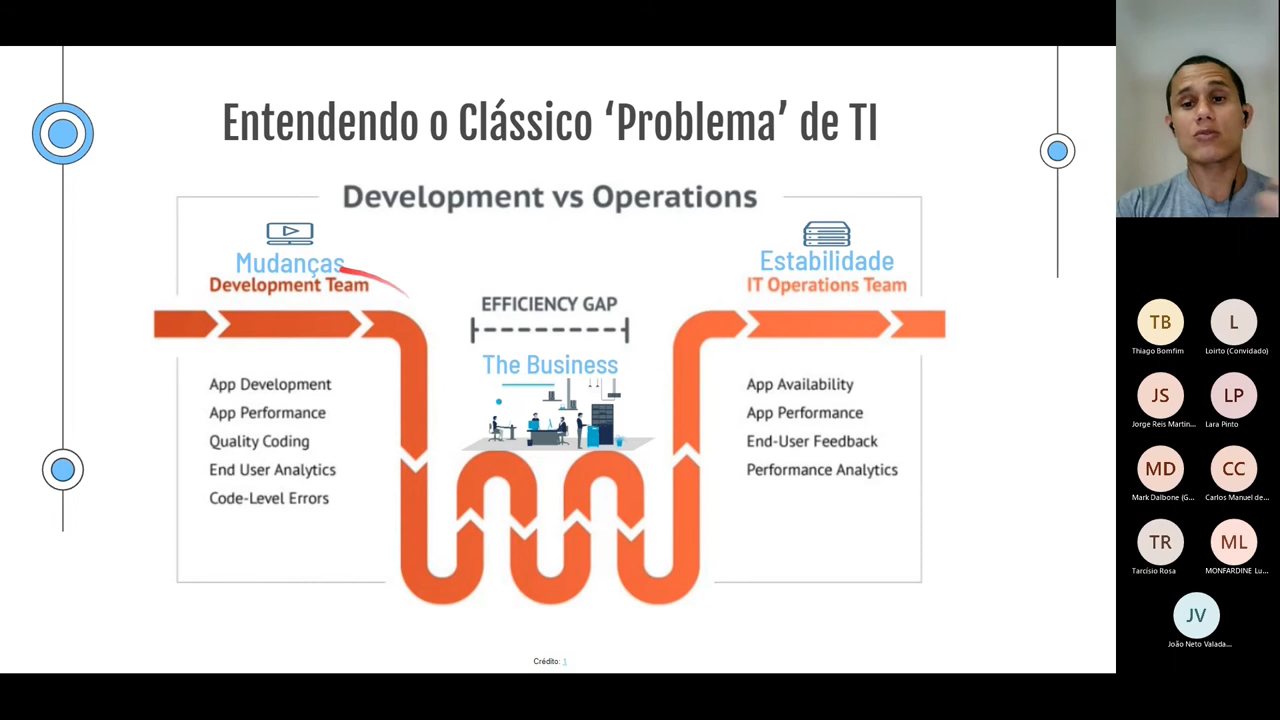 Entendendo o Clássico ‘Problema’ de TI
Development vs Operations
Mudanças
Development Team
Estabilidade
IT Operations Team
EFFICIENCY GAP
The Business
App Development
App Performance
Quality Coding
End User Analytics
Code-Level Errors
App Availability
App Performance
End-User Feedback
Performance Analytics
Crédito: 1
TB
Thiago Bomfim
L
Loirto (Convidado)
JS
Jorge Reis Martin...
LP
Lara Pinto
MD
Mark Dalbone (G...
CC
Carlos Manuel de...
TR
Tarcísio Rosa
ML
MONFARDINE Lu...
JV
João Neto Valada...